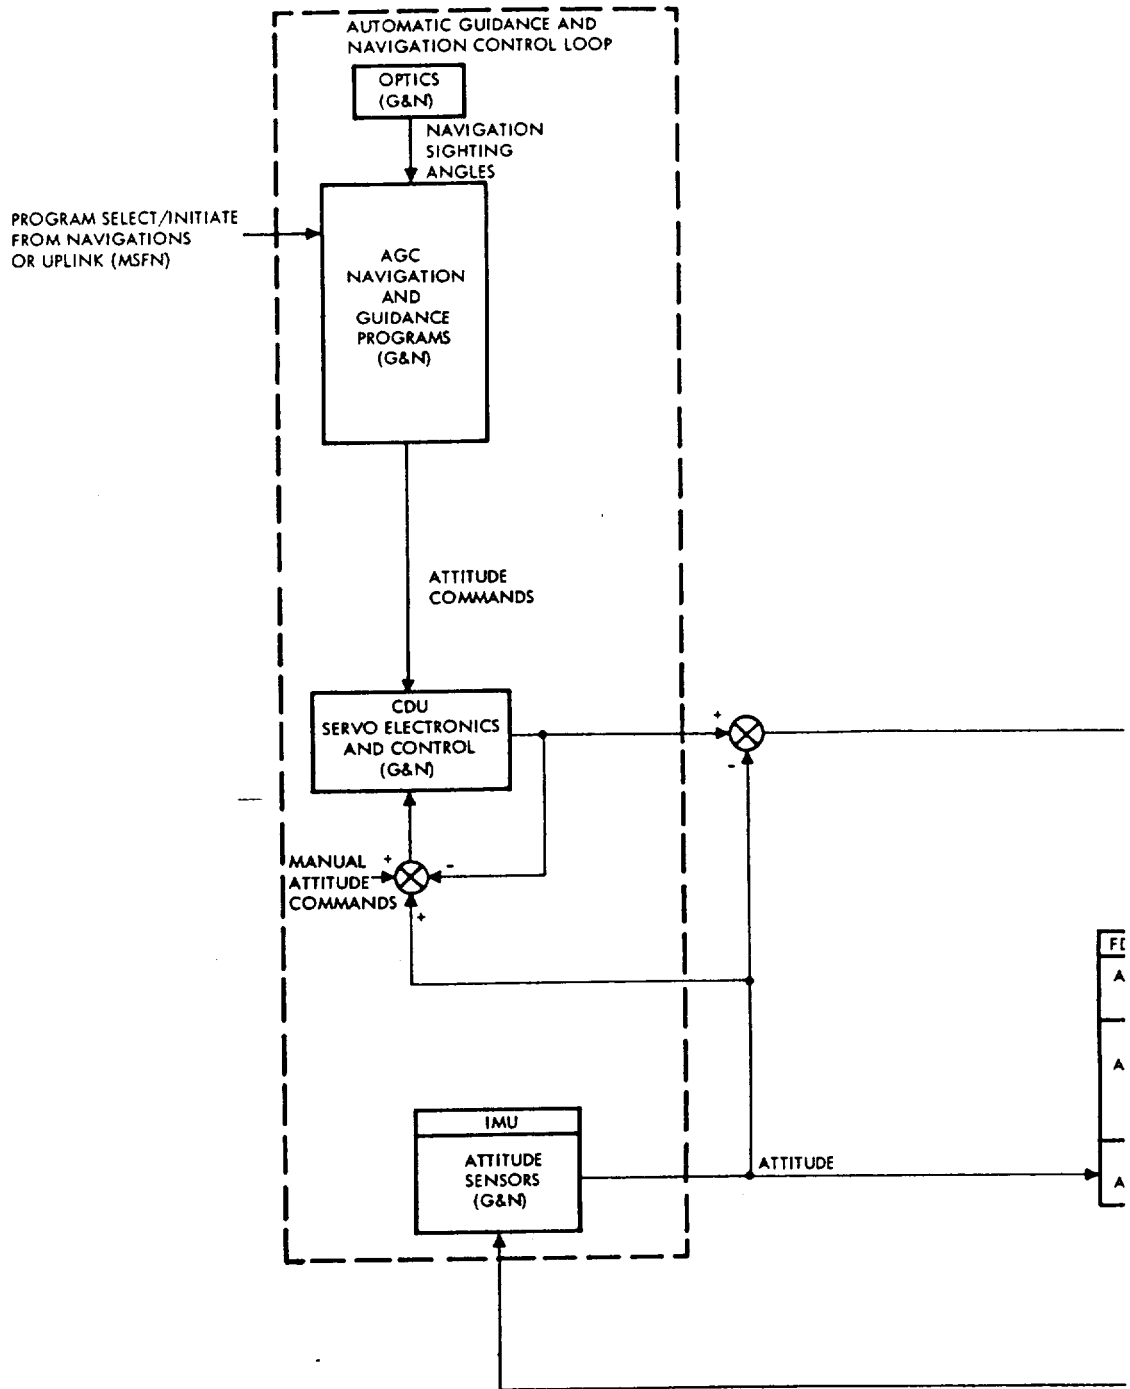 AUTOMATIC GUIDANCE AND
NAVIGATION CONTROL LOOP
OPTICS
(G&N)
NAVIGATION
SIGHTING
ANGLES
PROGRAM SELECT/INITIATE
FROM NAVIGATIONS
OR UPLINK (MSFN)
AGC
NAVIGATION
AND
GUIDANCE
PROGRAMS
(G&N)
ATTITUDE
COMMANDS
CDU
SERVO ELECTRONICS
AND CONTROL
(G&N)
+
-
MANUAL
ATTITUDE
COMMANDS
+
-
+
IMU
ATTITUDE
SENSORS
(G&N)
ATTITUDE
A
A
A